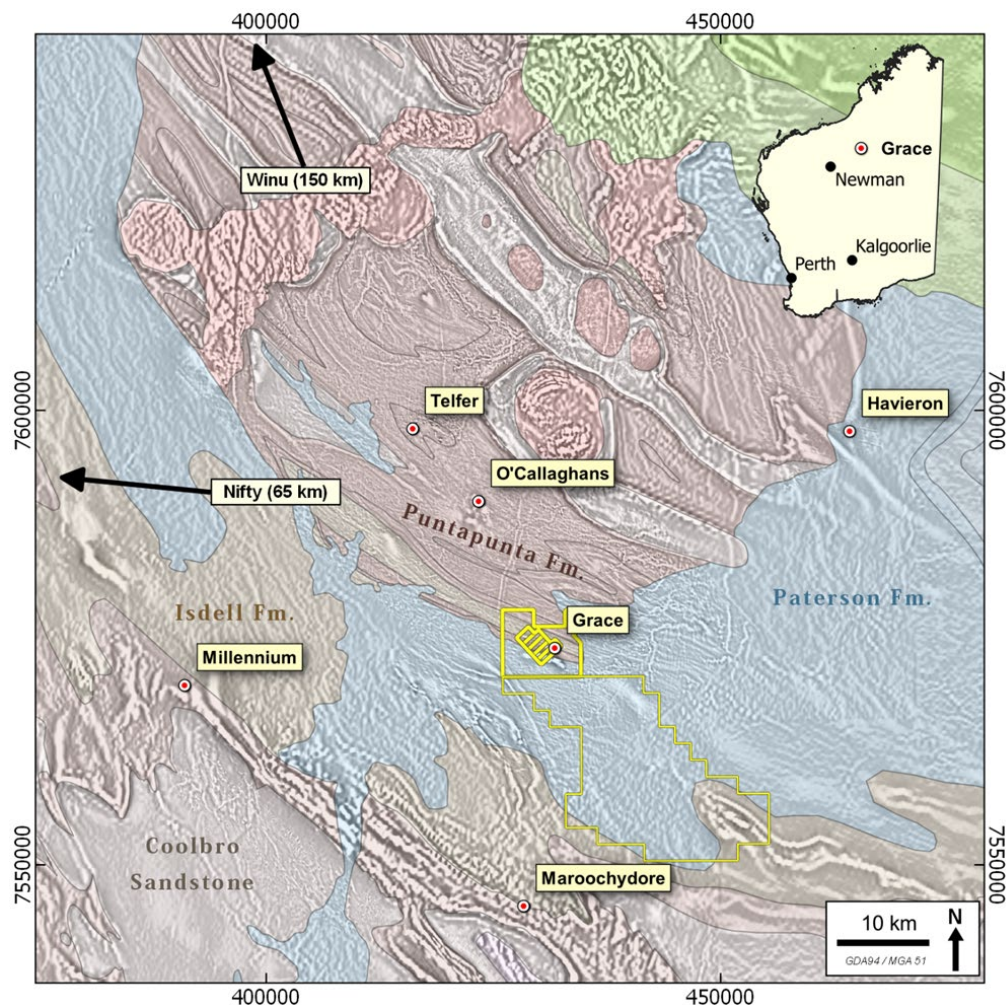 400000
450000
Grace
Newman
Winu (150 km)
Kalgoorlie
Perth
Telfer
Havieron
7600000
7600000
O'Callaghans
Nifty (65 km)
Puntapunta Fm.
Isdell Fm.
Paterson Fm.
Grace
Millennium
Coolbro
Sandstone
7550000
7550000
Maroochydore
10 km
N
GDA94 / MGA 51
400000
450000